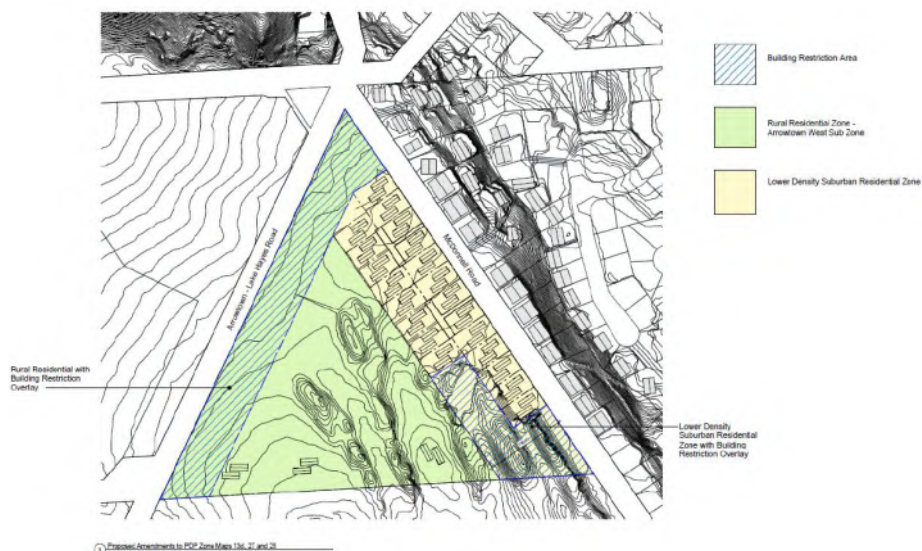 Building Restriction Area
Rural Residential Zone -
Arrowtown West Sub Zone
Lower Density Suburban Residential Zone
Arrowtown - Lake Hayes Road
Mcdonnell Road
Rural Residential with
Building Restriction
Overlay
Lower Density
Suburban Residential
Zone with Building
Restriction Overlay
Proposed Amendments to PDP Zone Maps 13d, 27 and 26